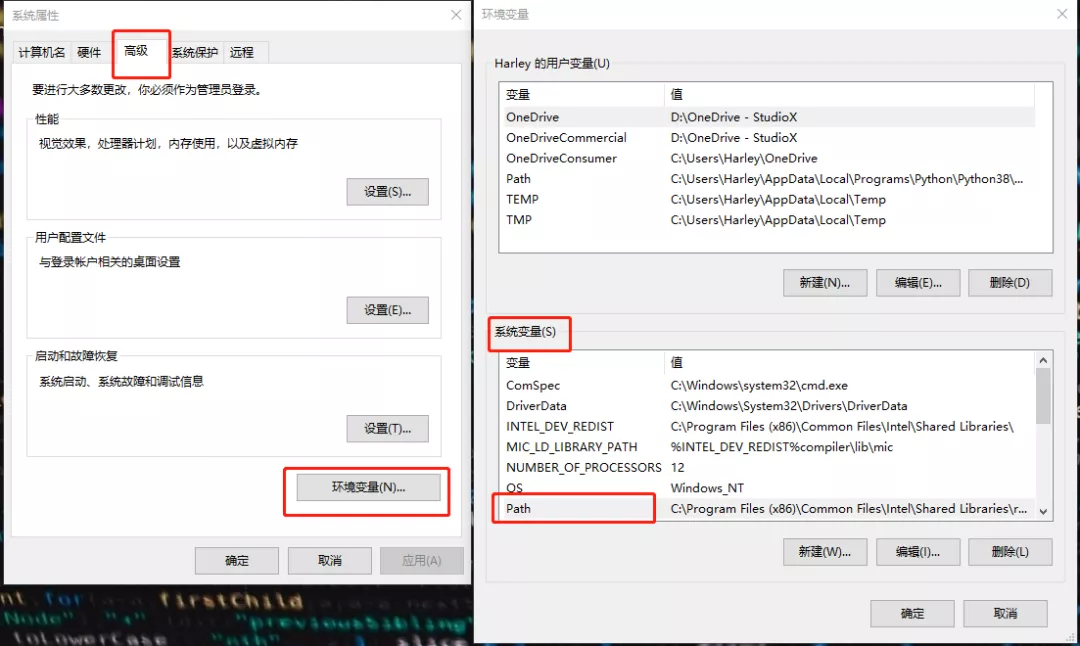 系统属性
计算机名 硬件 高级 系统保护 远程
要进行大多数更改，你必须作为管理员登录。
性能
视觉效果，处理器计划，内存使用，以及虚拟内存
设置(S)...
用户配置文件
与登录帐户相关的桌面设置
设置(E)...
启动和故障恢复
系统启动、系统故障和调试信息
设置(T)...
环境变量(N)...
确定 取消 应用(A)
firstChild
Node"
"previousSibling"
toLowerCase
环境变量
Harley 的用户变量(U)
变量 值
OneDrive D:\OneDrive - StudioX
OneDriveCommercial D:\OneDrive - StudioX
OneDriveConsumer C:\Users\Harley\OneDrive
Path C:\Users\Harley\AppData\Local\Programs\Python\Python38\...
TEMP C:\Users\Harley\AppData\Local\Temp
TMP C:\Users\Harley\AppData\Local\Temp
新建(N)... 编辑(E)... 删除(D)
系统变量(S)
变量 值
ComSpec C:\Windows\system32\cmd.exe
DriverData C:\Windows\System32\Drivers\DriverData
INTEL_DEV_REDIST C:\Program Files (x86)\Common Files\Intel\Shared Libraries\
MIC_LD_LIBRARY_PATH %INTEL_DEV_REDIST%compiler\lib\mic
NUMBER_OF_PROCESSORS 12
OS Windows_NT
Path C:\Program Files (x86)\Common Files\Intel\Shared Libraries\r...
新建(W)... 编辑(I)... 删除(L)
确定 取消